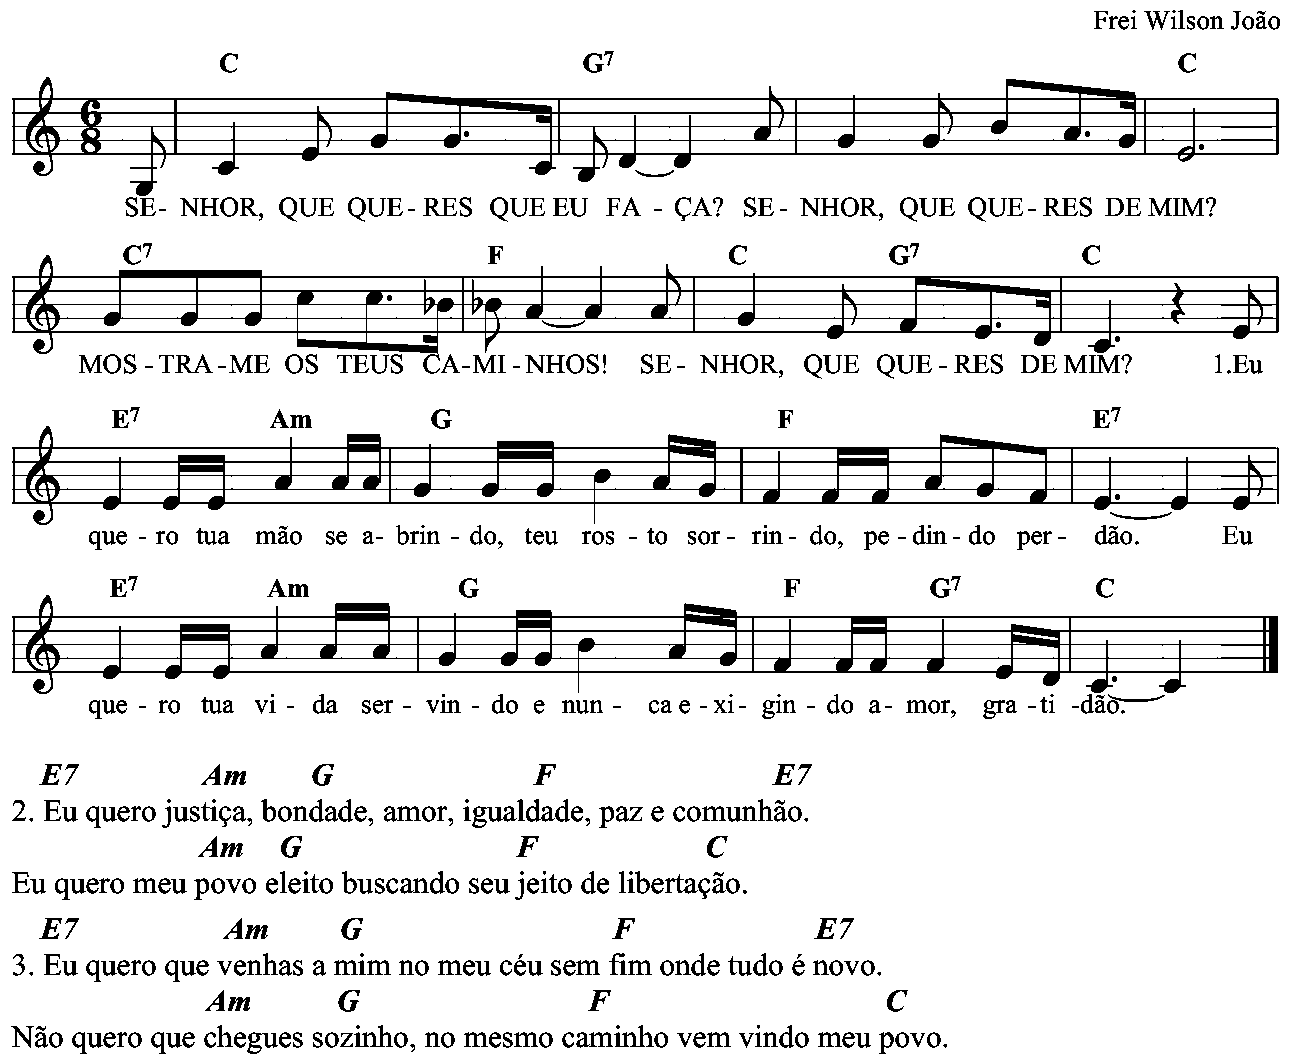 Frei Wilson João
C G7 C
6
8
SE- NHOR, QUE QUE-RES QUE EU FA-ÇA? SE-NHOR, QUE QUE-RES DE MIM?
C7 F C G7 C
MOS-TRA-ME OS TEUS CA-MI-NHOS! SE-NHOR, QUE QUE-RES DE MIM? 1.Eu
E7 Am G F E7
que-ro tua mão se a-brin-do, teu ros-to sor-rin-do, pe-din-do per-dão. Eu
E7 Am G F G7 C
que-ro tua vi-da ser-vin-do e nun-ca e-xi-gin-do a-mor, gra-ti-dão.
E7 Am G F E7
2. Eu quero justiça, bondade, amor, igualdade, paz e comunhão.
Am G F C
Eu quero meu povo eleito buscando seu jeito de libertação.
E7 Am G F E7
3. Eu quero que venhas a mim no meu céu sem fim onde tudo é novo.
Am G F C
Não quero que chegues sozinho, no mesmo caminho vem vindo meu povo.